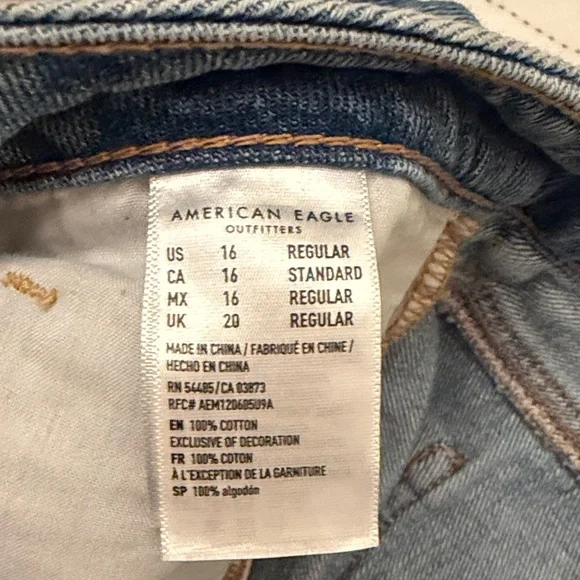 AMERICAN EAGLE
OUTFITTERS
US 16 REGULAR
CA 16 STANDARD
MX 16 REGULAR
UK 20 REGULAR
MADE IN CHINA / FABRIQUÉ EN CHINE /
HECHO EN CHINA
RN 54485/CA 03873
RFC# AEM120605U9A
EN 100% COTTON
EXCLUSIVE OF DECORATION
FR 100% COTON
À L'EXCEPTION DE LA GARNITURE
SP 100% algodón